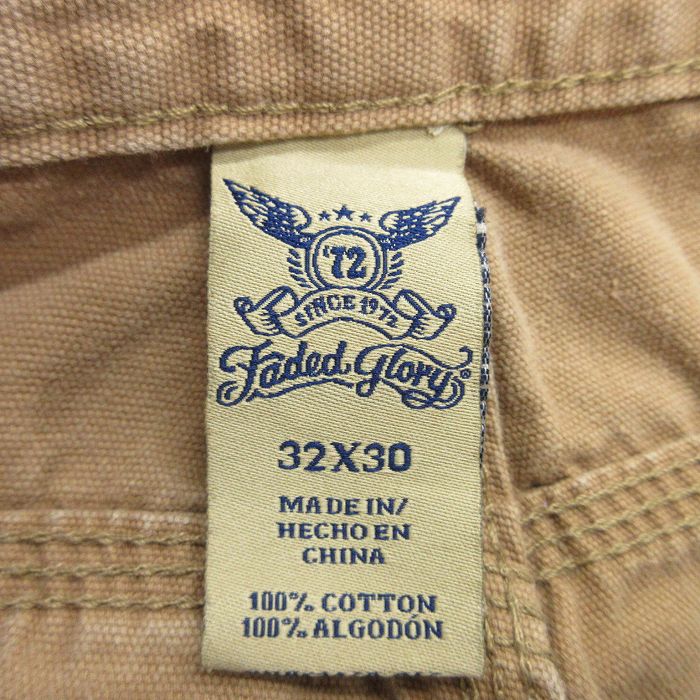 '72
SINCE 1972
Faded Glory®
32X30
MADE IN/
HECHO EN
CHINA
100% COTTON
100% ALGODÓN